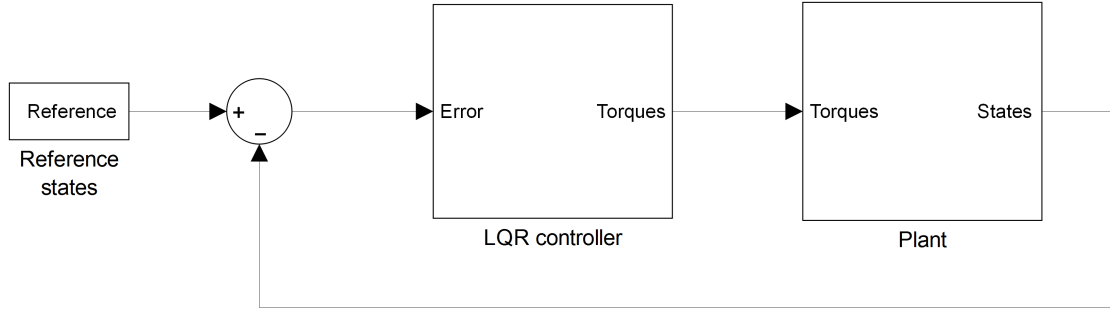 Reference
+
−
Error
Torques
Torques
States
Reference
states
LQR controller
Plant